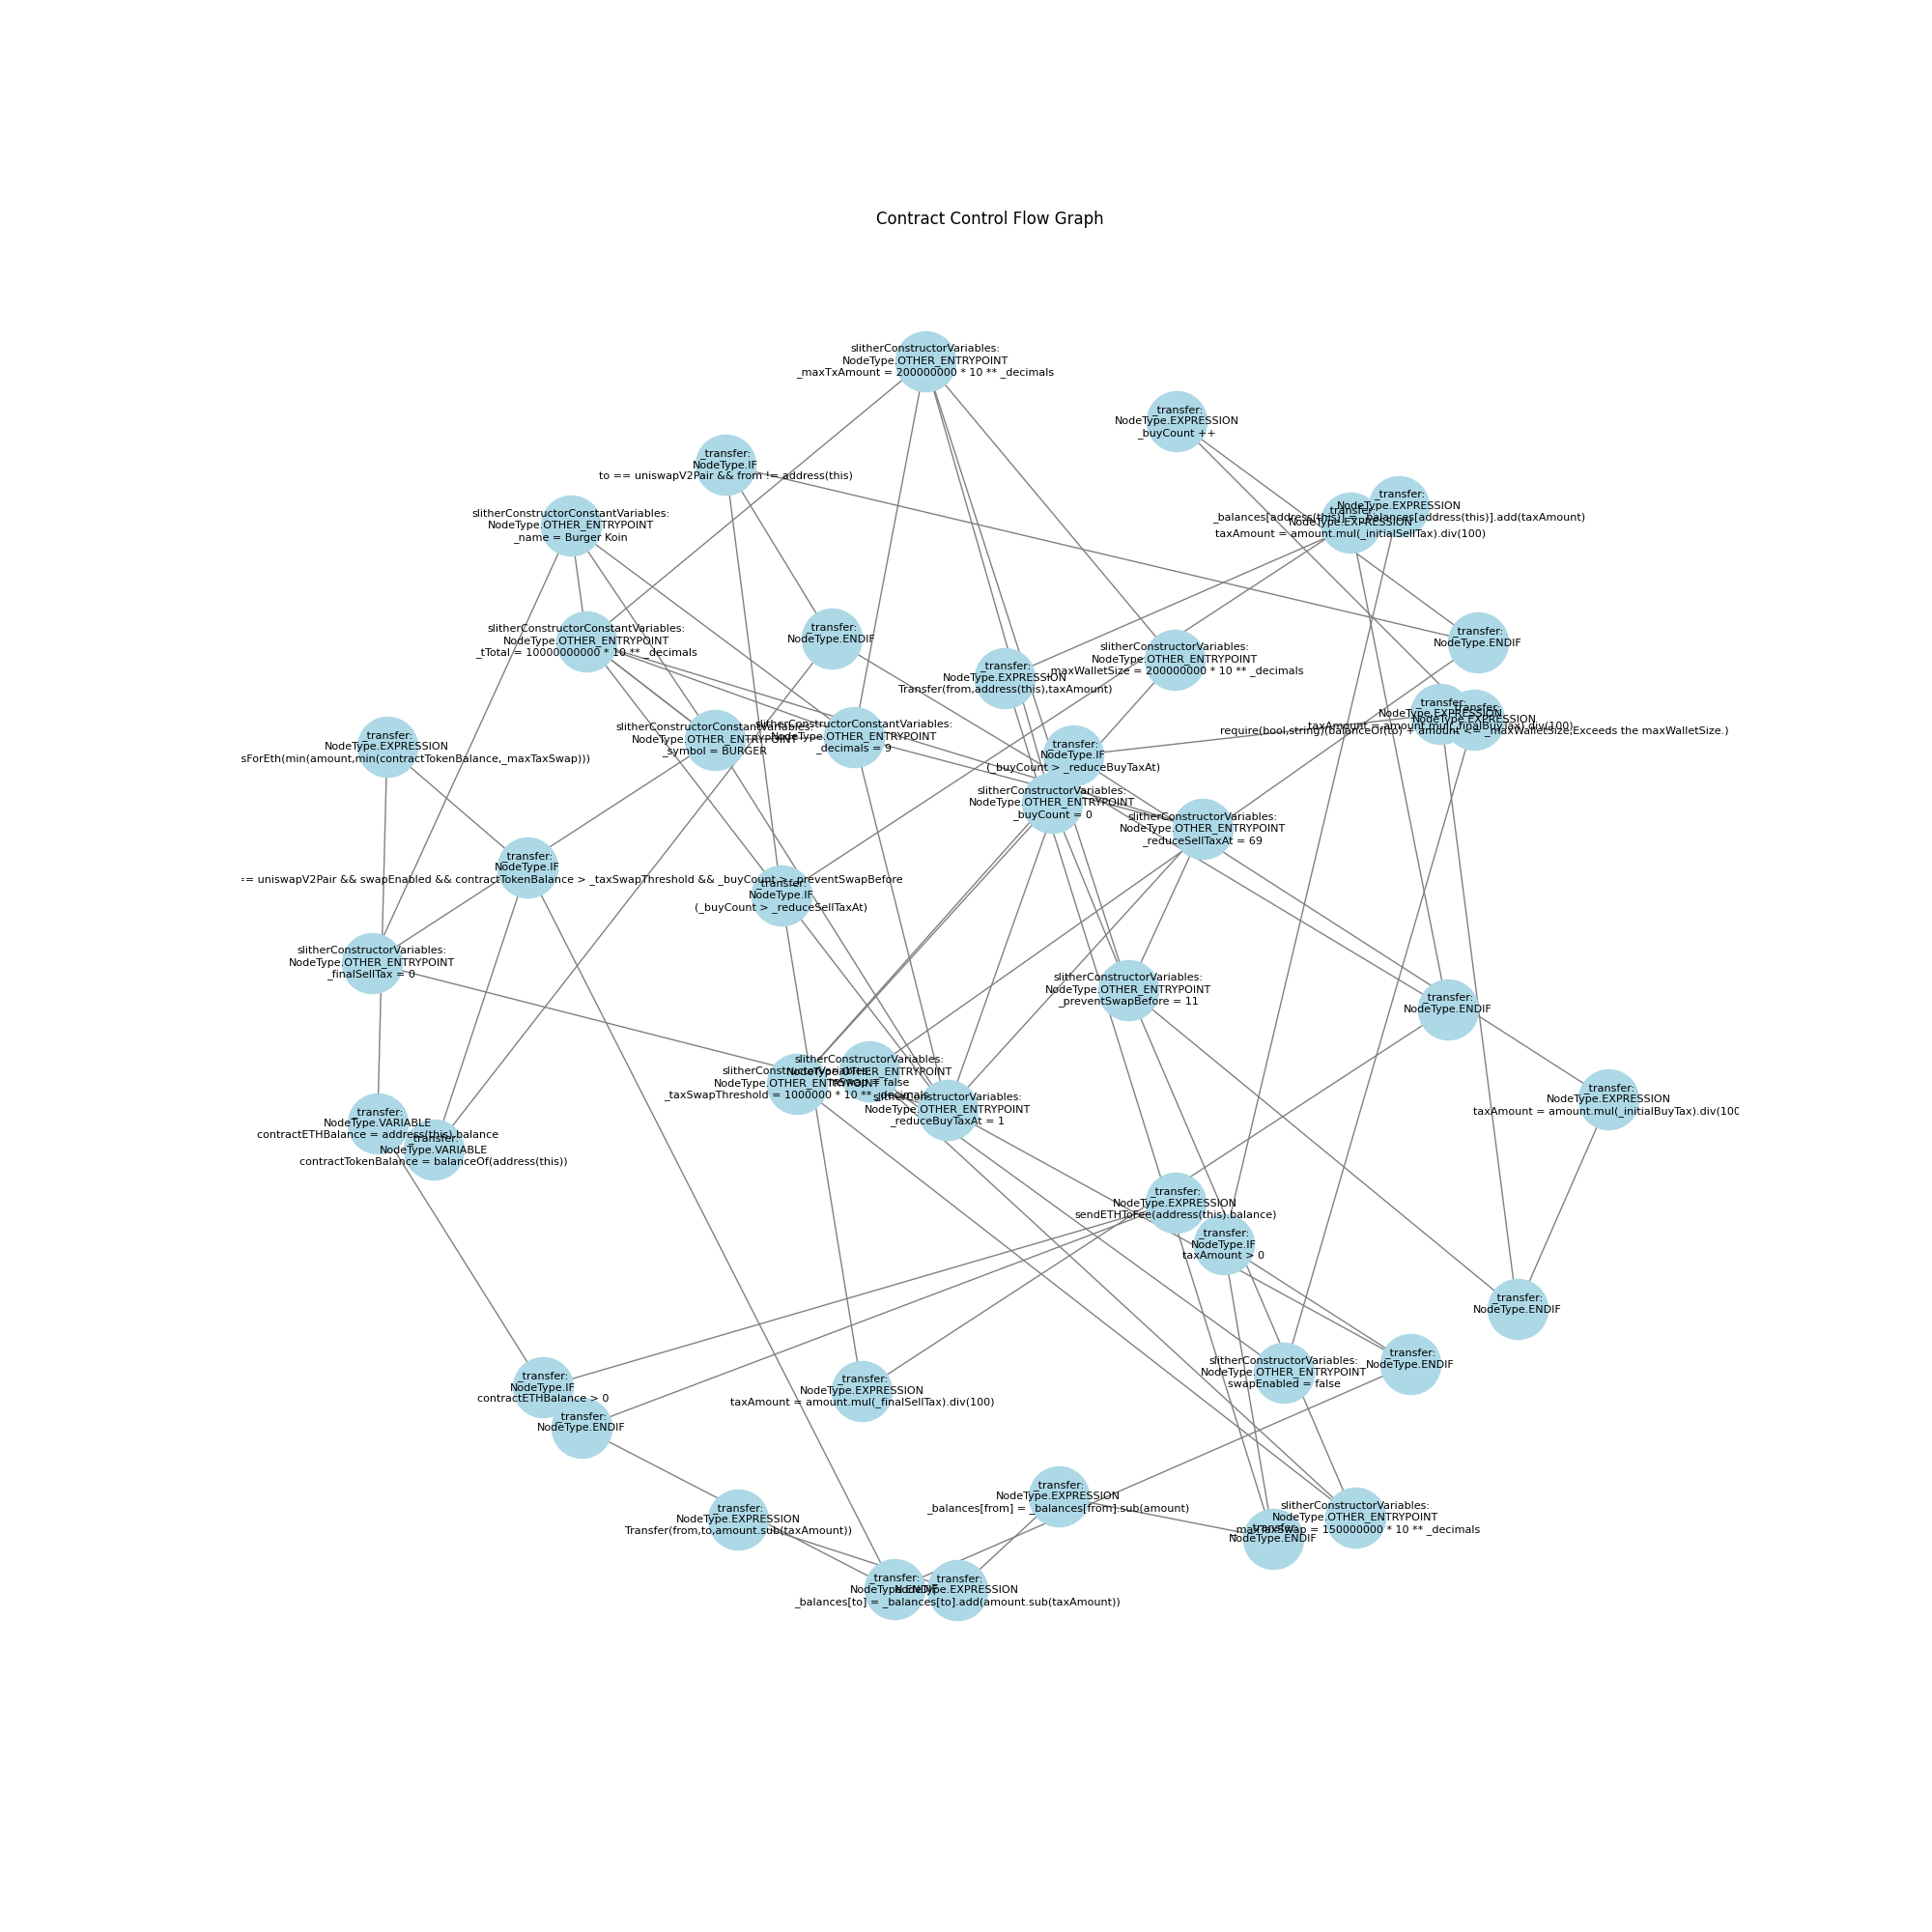 Contract Control Flow Graph
slitherConstructorVariables:
NodeType.OTHER_ENTRYPOINT
_maxTxAmount = 200000000 * 10 ** _decimals
_transfer:
NodeType.EXPRESSION
_buyCount ++
_transfer:
NodeType.IF
to == uniswapV2Pair && from != address(this)
_transfer:
NodeType.EXPRESSION
_balances[address(this)] = _balances[address(this)].add(taxAmount)
_transfer:
NodeType.EXPRESSION
taxAmount = amount.mul(_initialSellTax).div(100)
slitherConstructorConstantVariables:
NodeType.OTHER_ENTRYPOINT
_name = Burger Koin
slitherConstructorConstantVariables:
NodeType.OTHER_ENTRYPOINT
_tTotal = 10000000000 * 10 ** _decimals
_transfer:
NodeType.ENDIF
_transfer:
NodeType.ENDIF
slitherConstructorVariables:
NodeType.OTHER_ENTRYPOINT
_maxWalletSize = 200000000 * 10 ** _decimals
_transfer:
NodeType.EXPRESSION
Transfer(from,address(this),taxAmount)
_transfer:
NodeType.EXPRESSION
taxAmount = amount.mul(_finalBuyTax).div(100)
_transfer:
NodeType.EXPRESSION
require(bool,string)(balanceOf(to) + amount <= _maxWalletSize,Exceeds the maxWalletSize.)
slitherConstructorConstantVariables:
NodeType.OTHER_ENTRYPOINT
_symbol = BURGER
slitherConstructorConstantVariables:
NodeType.OTHER_ENTRYPOINT
_decimals = 9
_transfer:
NodeType.EXPRESSION
sForEth(min(amount,min(contractTokenBalance,_maxTaxSwap)))
_transfer:
NodeType.IF
(_buyCount > _reduceBuyTaxAt)
slitherConstructorVariables:
NodeType.OTHER_ENTRYPOINT
_buyCount = 0
slitherConstructorVariables:
NodeType.OTHER_ENTRYPOINT
_reduceSellTaxAt = 69
_transfer:
NodeType.IF
== uniswapV2Pair && swapEnabled && contractTokenBalance > _taxSwapThreshold && _buyCount > _preventSwapBefore
_transfer:
NodeType.IF
(_buyCount > _reduceSellTaxAt)
slitherConstructorVariables:
NodeType.OTHER_ENTRYPOINT
_finalSellTax = 0
slitherConstructorVariables:
NodeType.OTHER_ENTRYPOINT
_preventSwapBefore = 11
_transfer:
NodeType.ENDIF
slitherConstructorVariables:
NodeType.OTHER_ENTRYPOINT
inSwap = false
slitherConstructorVariables:
NodeType.OTHER_ENTRYPOINT
_taxSwapThreshold = 1000000 * 10 ** _decimals
slitherConstructorVariables:
NodeType.OTHER_ENTRYPOINT
_reduceBuyTaxAt = 1
_transfer:
NodeType.EXPRESSION
taxAmount = amount.mul(_initialBuyTax).div(100
_transfer:
NodeType.VARIABLE
contractETHBalance = address(this).balance
_transfer:
NodeType.VARIABLE
contractTokenBalance = balanceOf(address(this))
_transfer:
NodeType.EXPRESSION
sendETHToFee(address(this).balance)
_transfer:
NodeType.IF
taxAmount > 0
_transfer:
NodeType.ENDIF
_transfer:
NodeType.ENDIF
slitherConstructorVariables:
NodeType.OTHER_ENTRYPOINT
swapEnabled = false
_transfer:
NodeType.IF
contractETHBalance > 0
_transfer:
NodeType.ENDIF
_transfer:
NodeType.EXPRESSION
taxAmount = amount.mul(_finalSellTax).div(100)
_transfer:
NodeType.EXPRESSION
_balances[from] = _balances[from].sub(amount)
_transfer:
NodeType.EXPRESSION
Transfer(from,to,amount.sub(taxAmount))
slitherConstructorVariables:
NodeType.OTHER_ENTRYPOINT
_maxTaxSwap = 150000000 * 10 ** _decimals
_transfer:
NodeType.ENDIF
_transfer:
NodeType.ENDIF
_transfer:
NodeType.EXPRESSION
_balances[to] = _balances[to].add(amount.sub(taxAmount))